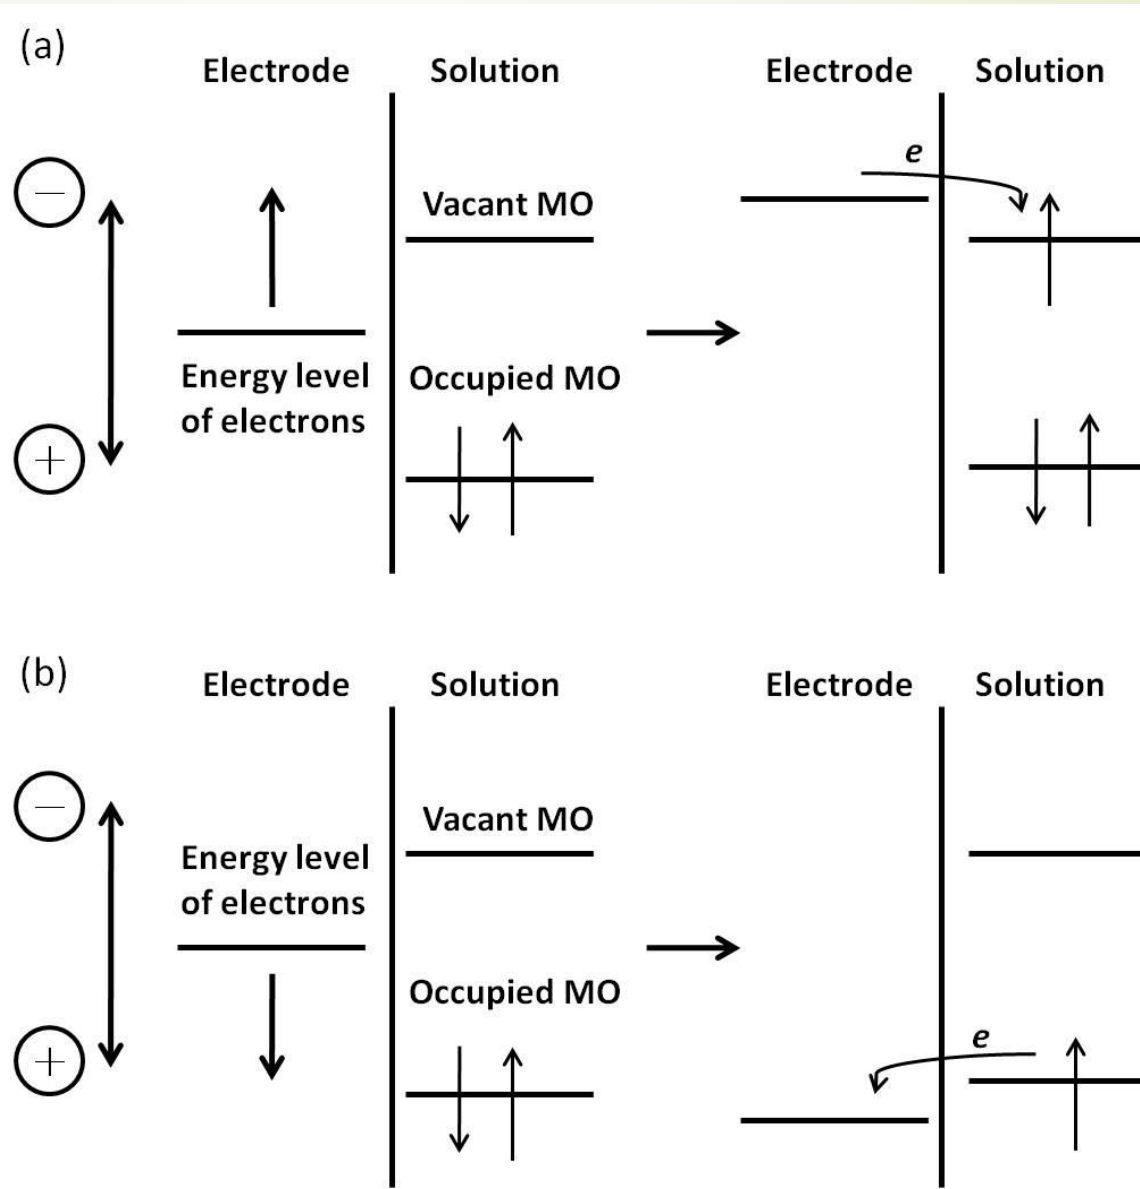 (a)
Electrode Solution Electrode Solution
e
−
Vacant MO
Energy level
of electrons
Occupied MO
+
(b)
Electrode Solution Electrode Solution
−
Vacant MO
Energy level
of electrons
Occupied MO
e
+